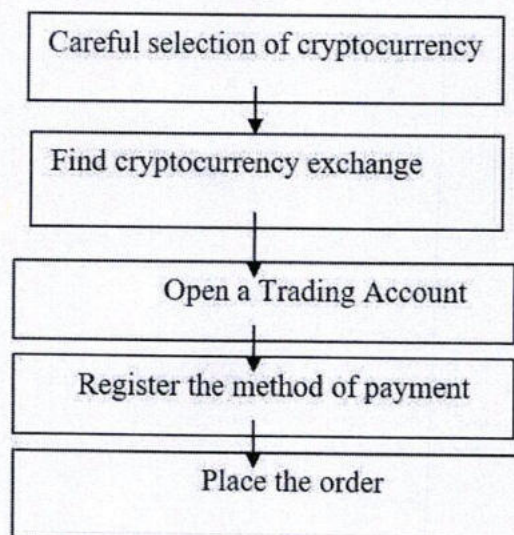 Careful selection of cryptocurrency
Find cryptocurrency exchange
Open a Trading Account
Register the method of payment
Place the order